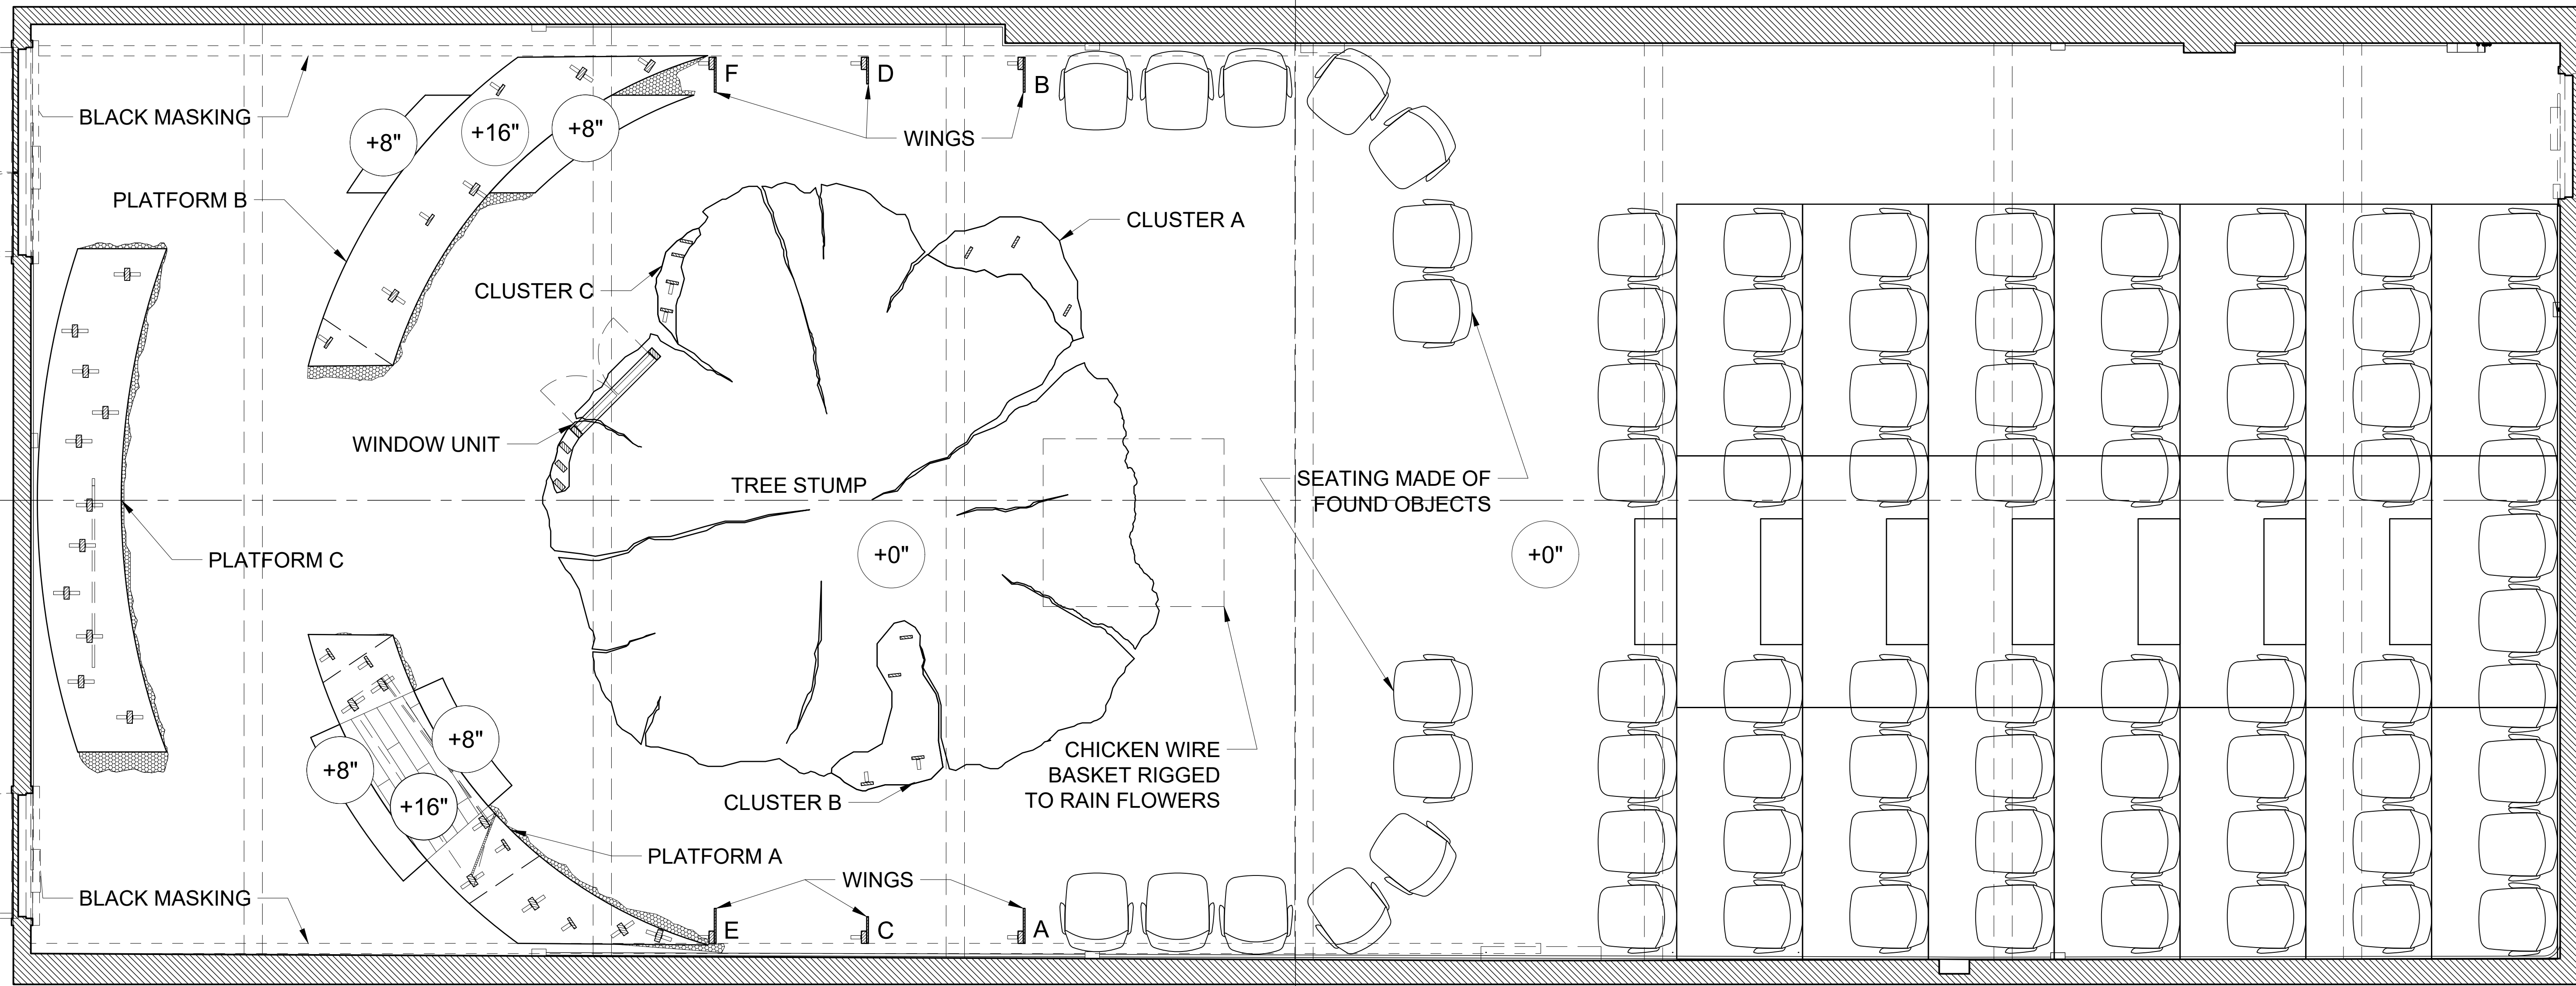 F
D
B
BLACK MASKING
+8"
+16"
+8"
WINGS
PLATFORM B
CLUSTER A
CLUSTER C
WINDOW UNIT
TREE STUMP
SEATING MADE OF
FOUND OBJECTS
+0"
+0"
PLATFORM C
+8"
+8"
+16"
CHICKEN WIRE
BASKET RIGGED
TO RAIN FLOWERS
CLUSTER B
PLATFORM A
WINGS
BLACK MASKING
E
C
A